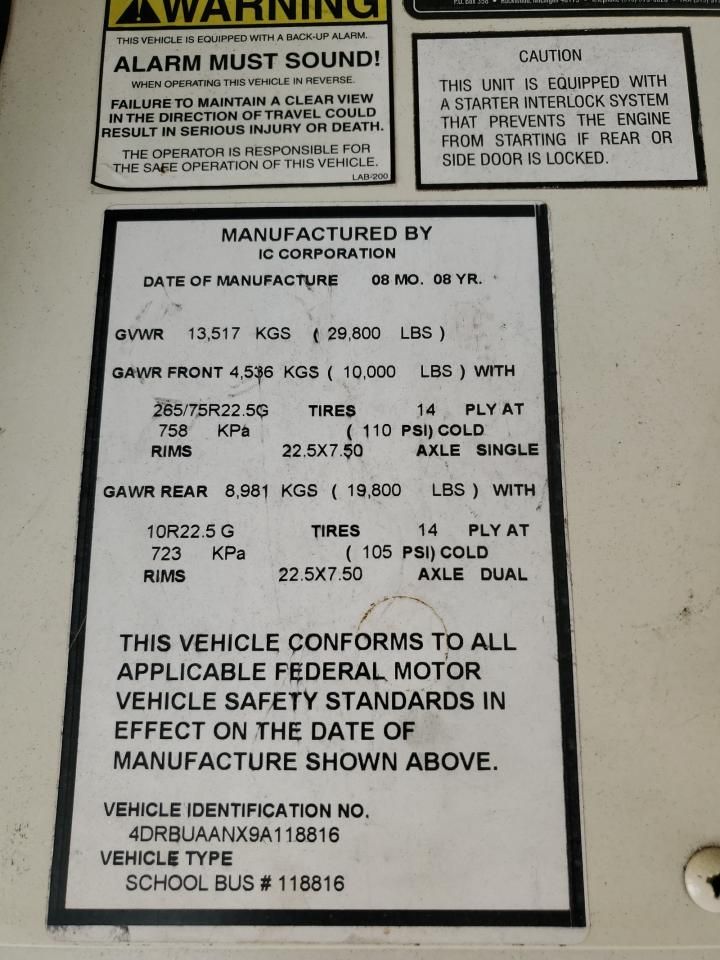 WARNING
THIS VEHICLE IS EQUIPPED WITH A BACK-UP ALARM.
ALARM MUST SOUND!
WHEN OPERATING THIS VEHICLE IN REVERSE.
FAILURE TO MAINTAIN A CLEAR VIEW
IN THE DIRECTION OF TRAVEL COULD
RESULT IN SERIOUS INJURY OR DEATH.
THE OPERATOR IS RESPONSIBLE FOR
THE SAFE OPERATION OF THIS VEHICLE.
LAB-200
CAUTION
THIS UNIT IS EQUIPPED WITH
A STARTER INTERLOCK SYSTEM
THAT PREVENTS THE ENGINE
FROM STARTING IF REAR OR
SIDE DOOR IS LOCKED.
MANUFACTURED BY
IC CORPORATION
DATE OF MANUFACTURE 08 MO. 08 YR.
GVWR 13,517 KGS ( 29,800 LBS )
GAWR FRONT 4,536 KGS ( 10,000 LBS ) WITH
265/75R22.5G TIRES 14 PLY AT
758 KPa ( 110 PSI) COLD
RIMS 22.5X7.50 AXLE SINGLE
GAWR REAR 8,981 KGS ( 19,800 LBS ) WITH
10R22.5 G TIRES 14 PLY AT
723 KPa ( 105 PSI) COLD
RIMS 22.5X7.50 AXLE DUAL
THIS VEHICLE CONFORMS TO ALL
APPLICABLE FEDERAL MOTOR
VEHICLE SAFETY STANDARDS IN
EFFECT ON THE DATE OF
MANUFACTURE SHOWN ABOVE.
VEHICLE IDENTIFICATION NO.
4DRBUAANX9A118816
VEHICLE TYPE
SCHOOL BUS # 118816